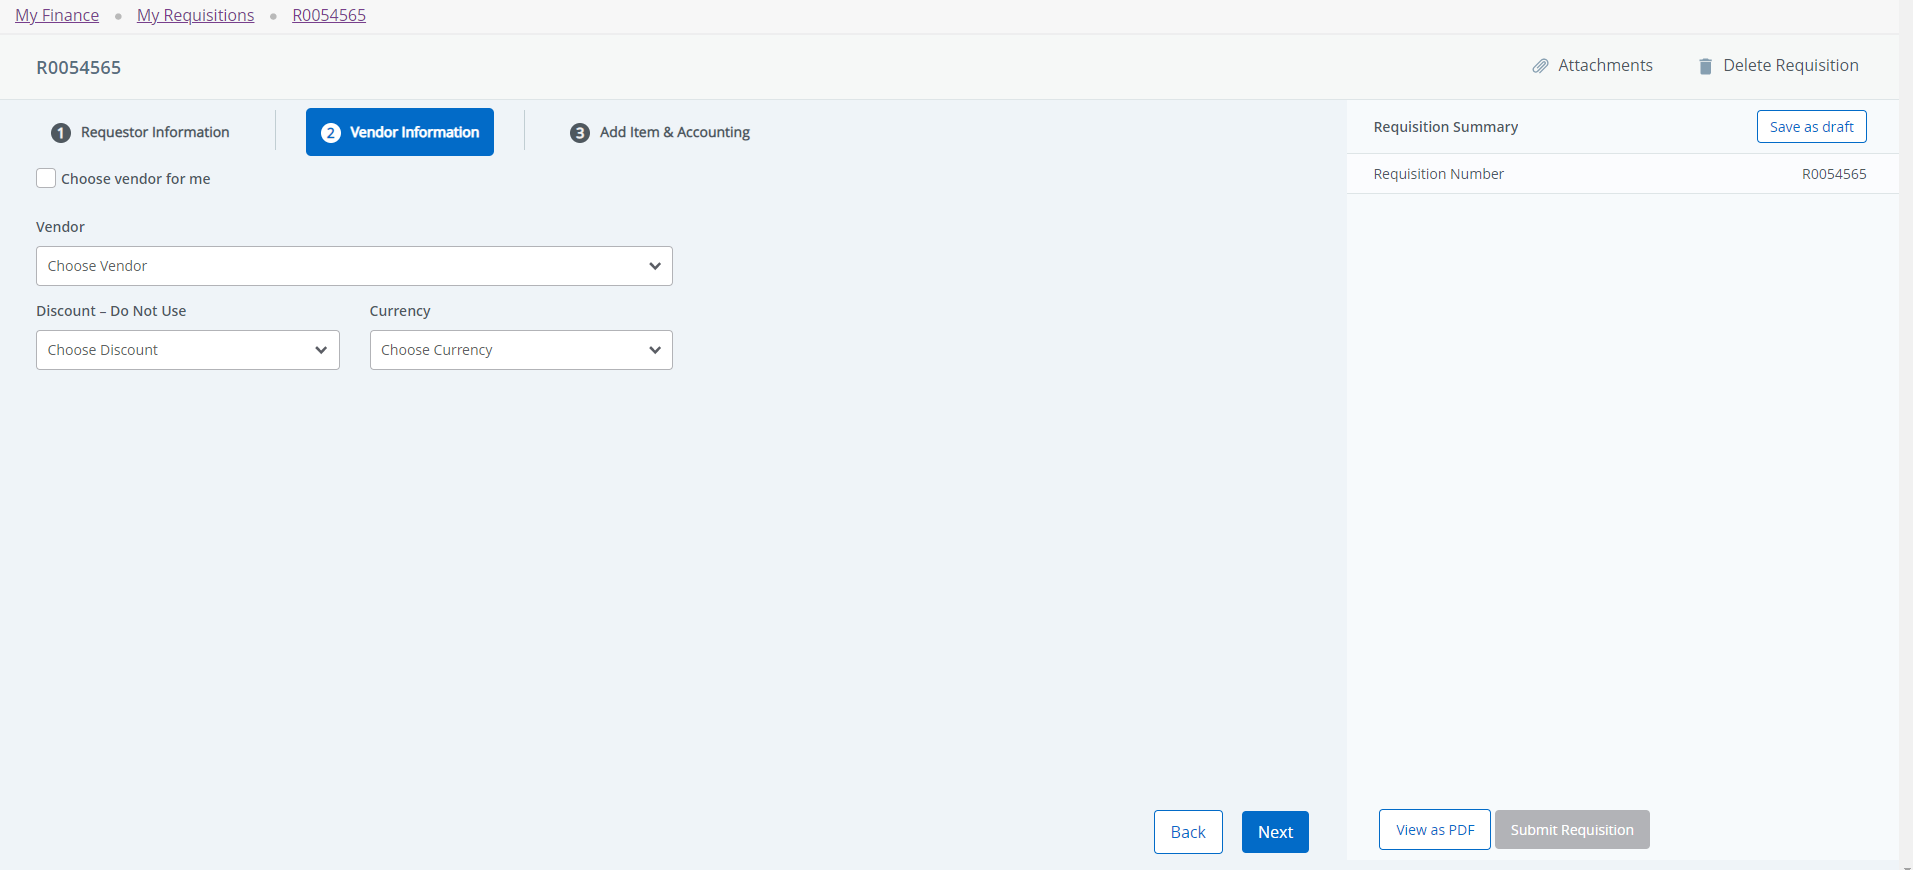 My Finance • My Requisitions • R0054565
R0054565
Attachments
Delete Requisition
1 Requestor Information
2 Vendor Information
3 Add Item & Accounting
Choose vendor for me
Vendor
Choose Vendor
Discount – Do Not Use
Currency
Choose Discount
Choose Currency
Back
Next
Requisition Summary
Save as draft
Requisition Number R0054565
View as PDF
Submit Requisition